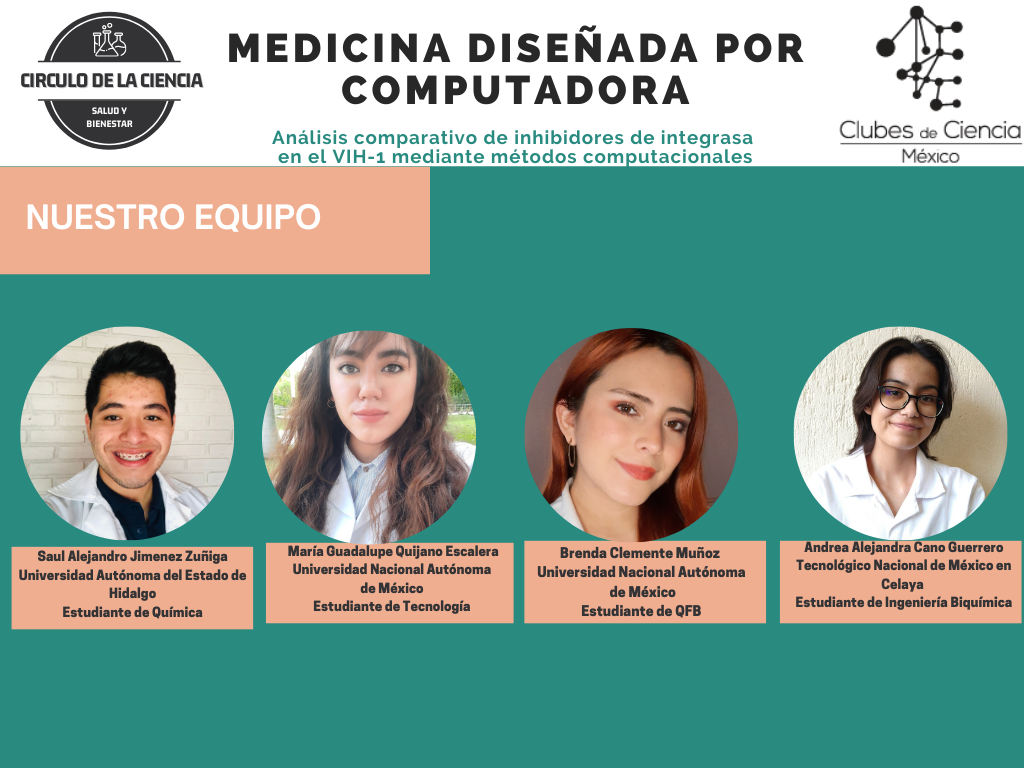 CIRCULO DE LA CIENCIA
SALUD Y
BIENESTAR
MEDICINA DISEÑADA POR
COMPUTADORA
Análisis comparativo de inhibidores de integrasa
en el VIH-1 mediante métodos computacionales
Clubes de Ciencia
México
NUESTRO EQUIPO
Saul Alejandro Jimenez Zuñiga
Universidad Autónoma del Estado de
Hidalgo
Estudiante de Química
María Guadalupe Quijano Escalera
Universidad Nacional Autónoma
de México
Estudiante de Tecnología
Brenda Clemente Muñoz
Universidad Nacional Autónoma
de México
Estudiante de QFB
Andrea Alejandra Cano Guerrero
Tecnológico Nacional de México en
Celaya
Estudiante de Ingeniería Biquímica